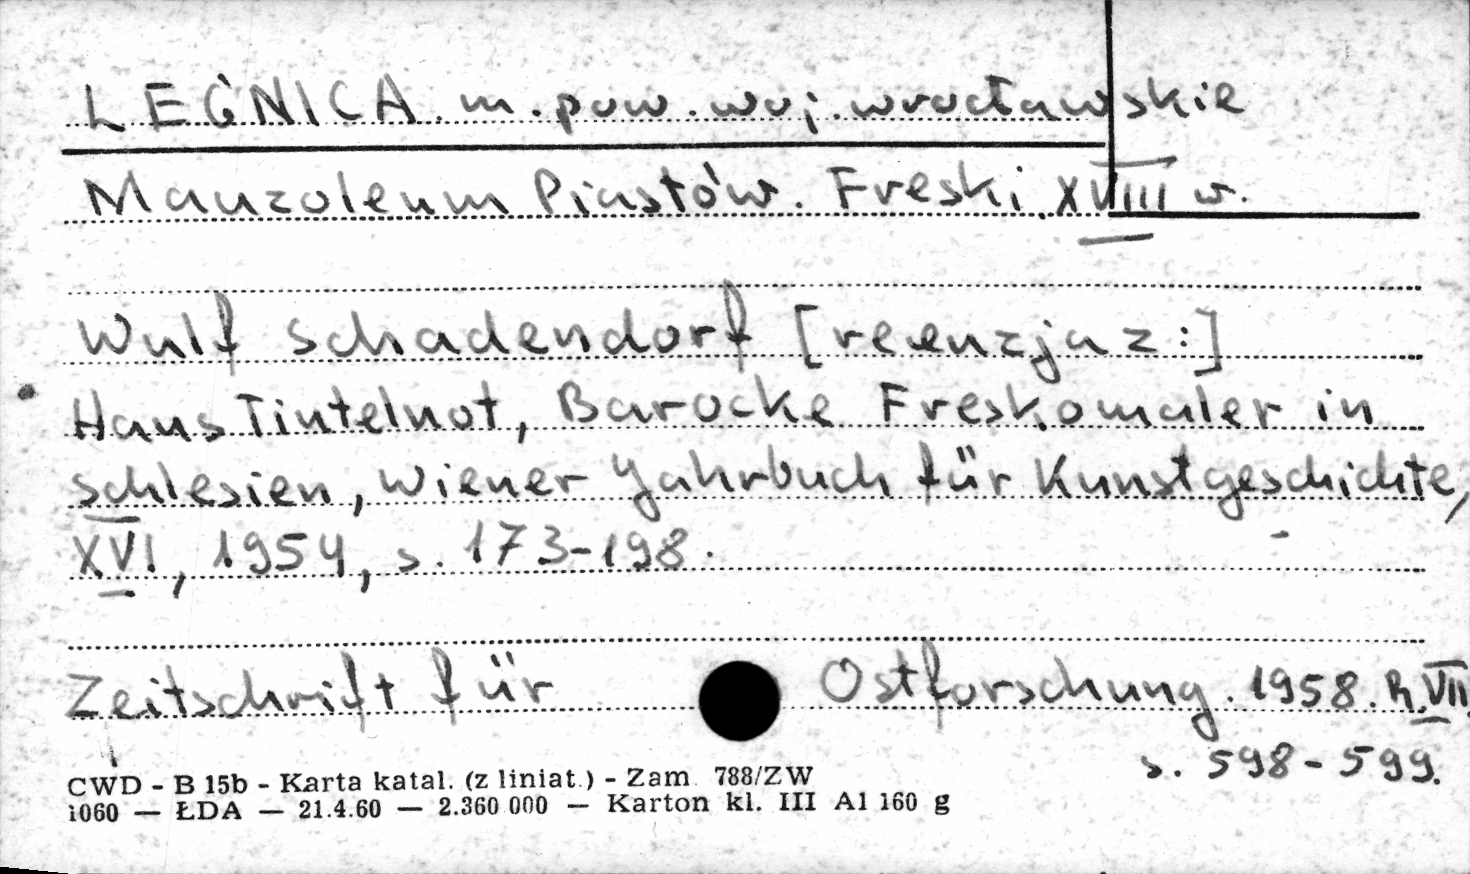 LEGNICA. m. pow. woj. wrocławskie
Mauzoleum Piastów. Freski XVIII w.
Wulf Schadendorf [recenzja z:]
Hans Tintelnot, Barocke Freskomaler in
Schlesien, Wiener Jahrbuch für Kunstgeschichte,
XVI, 1954, s. 173-198.
Zeitschrift für Ostforschung. 1958. R. VII,
s. 598-599.
CWD - B 15b - Karta katal. (z liniat.) - Zam. 788/ZW
1060 — ŁDA — 21.4.60 — 2.360 000 — Karton kl. III A1 160 g